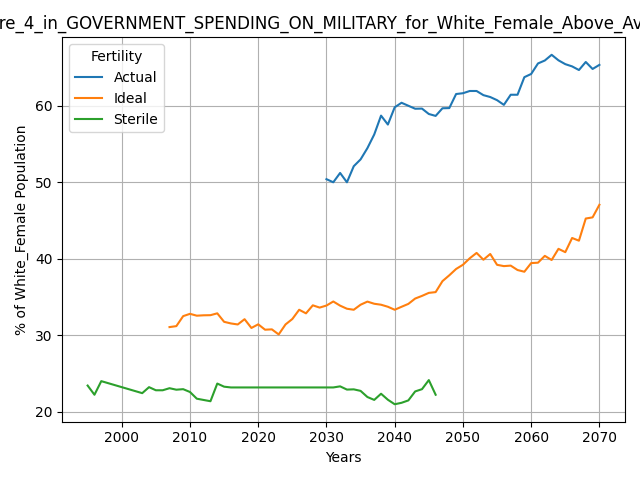 re_4_in_GOVERNMENT_SPENDING_ON_MILITARY_for_White_Female_Above_Av
Fertility
Actual
Ideal
Sterile
% of White_Female Population
60
50
40
30
20
2000 2010 2020 2030 2040 2050 2060 2070
Years